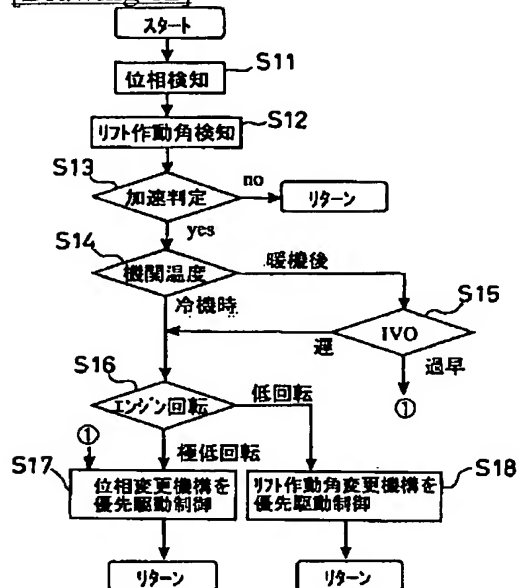 スタート
S11
位相検知
S12
リフト作動角検知
S13
加速判定
no
リターン
yes
S14
機関温度
暖機後
冷機時
S15
IVO
遅
過早
①
S16
エンジン回転
低回転
①
極低回転
S17
位相変更機構を
優先駆動制御
S18
リフト作動角変更機構を
優先駆動制御
リターン
リターン